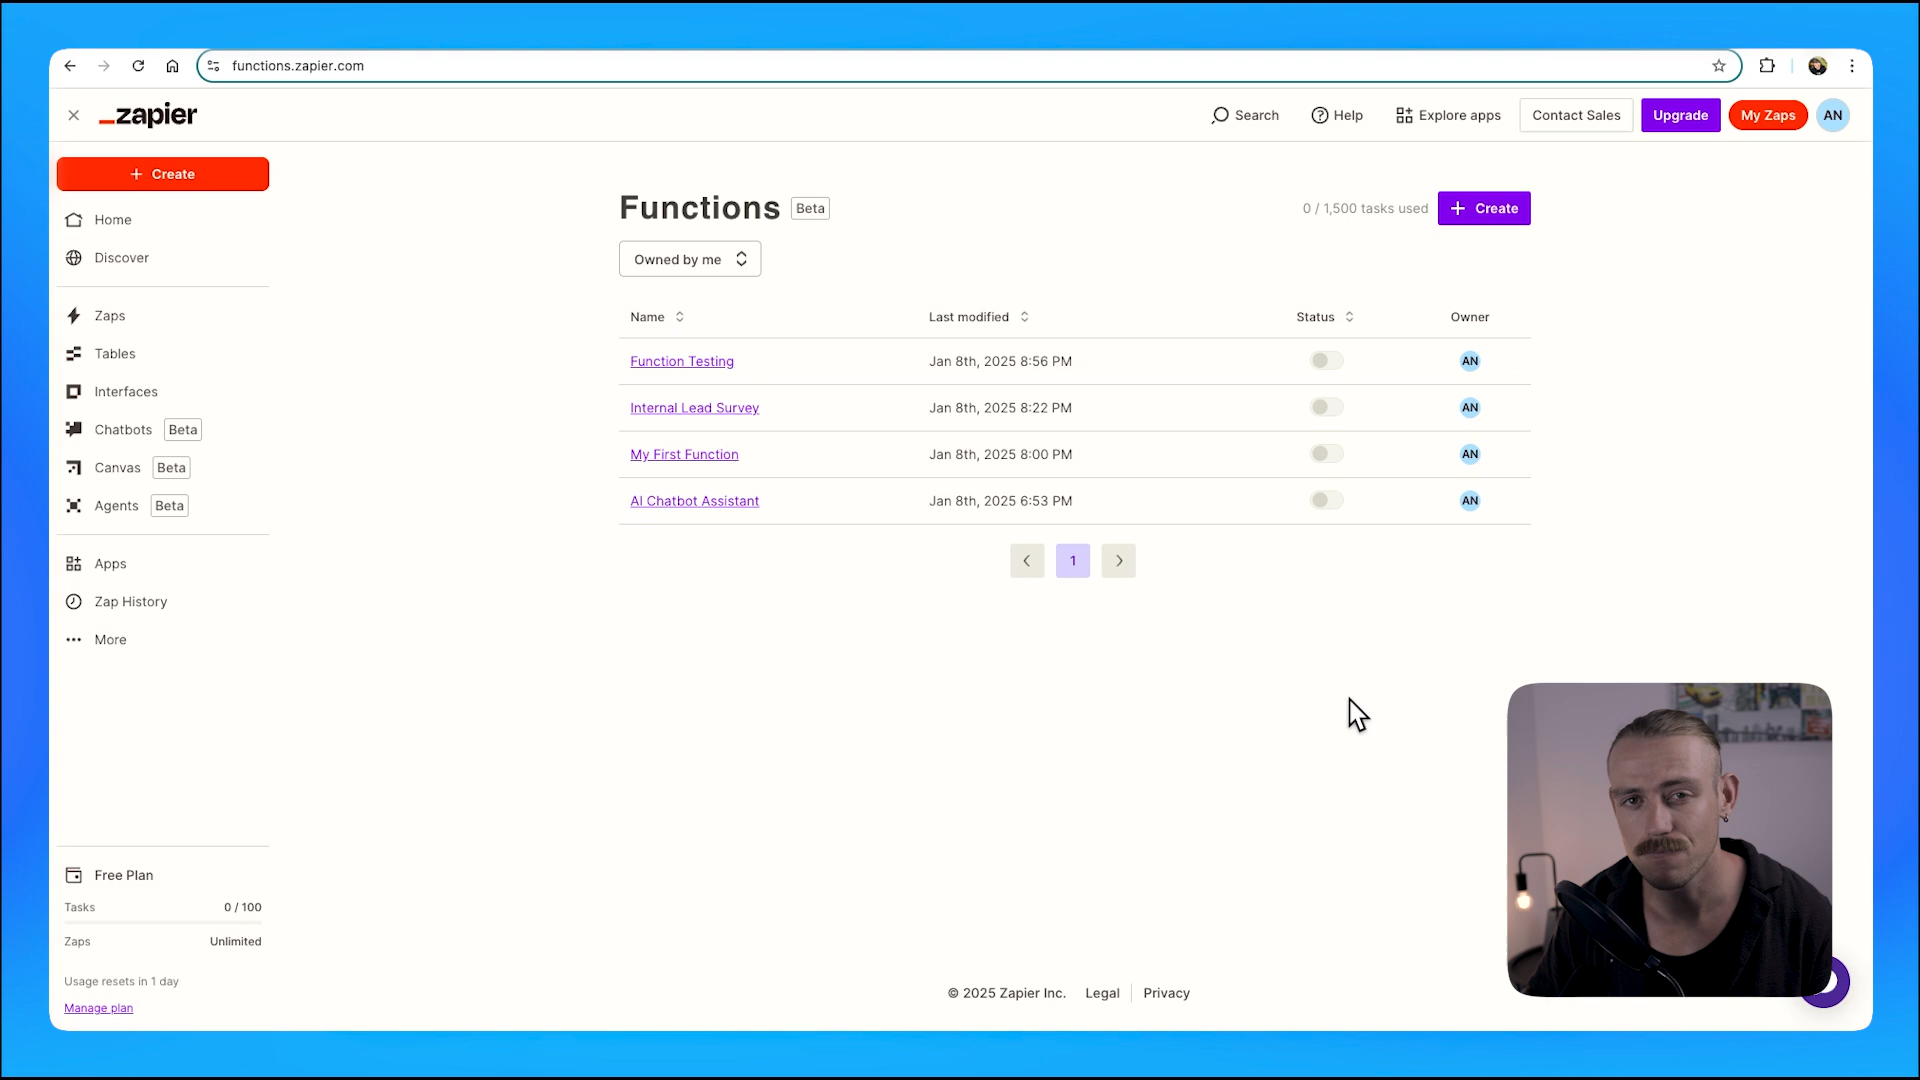 functions.zapier.com
zapier
Search
Help
Explore apps
Contact Sales
Upgrade
My Zaps
AN
+ Create
Home
Discover
Zaps
Tables
Interfaces
Chatbots Beta
Canvas Beta
Agents Beta
Apps
Zap History
More
Free Plan
Tasks 0 / 100
Zaps Unlimited
Usage resets in 1 day
Manage plan
Functions Beta
0 / 1,500 tasks used
+ Create
Owned by me
Name Last modified Status Owner
Function Testing Jan 8th, 2025 8:56 PM AN
Internal Lead Survey Jan 8th, 2025 8:22 PM AN
My First Function Jan 8th, 2025 8:00 PM AN
AI Chatbot Assistant Jan 8th, 2025 6:53 PM AN
1
© 2025 Zapier Inc. Legal Privacy